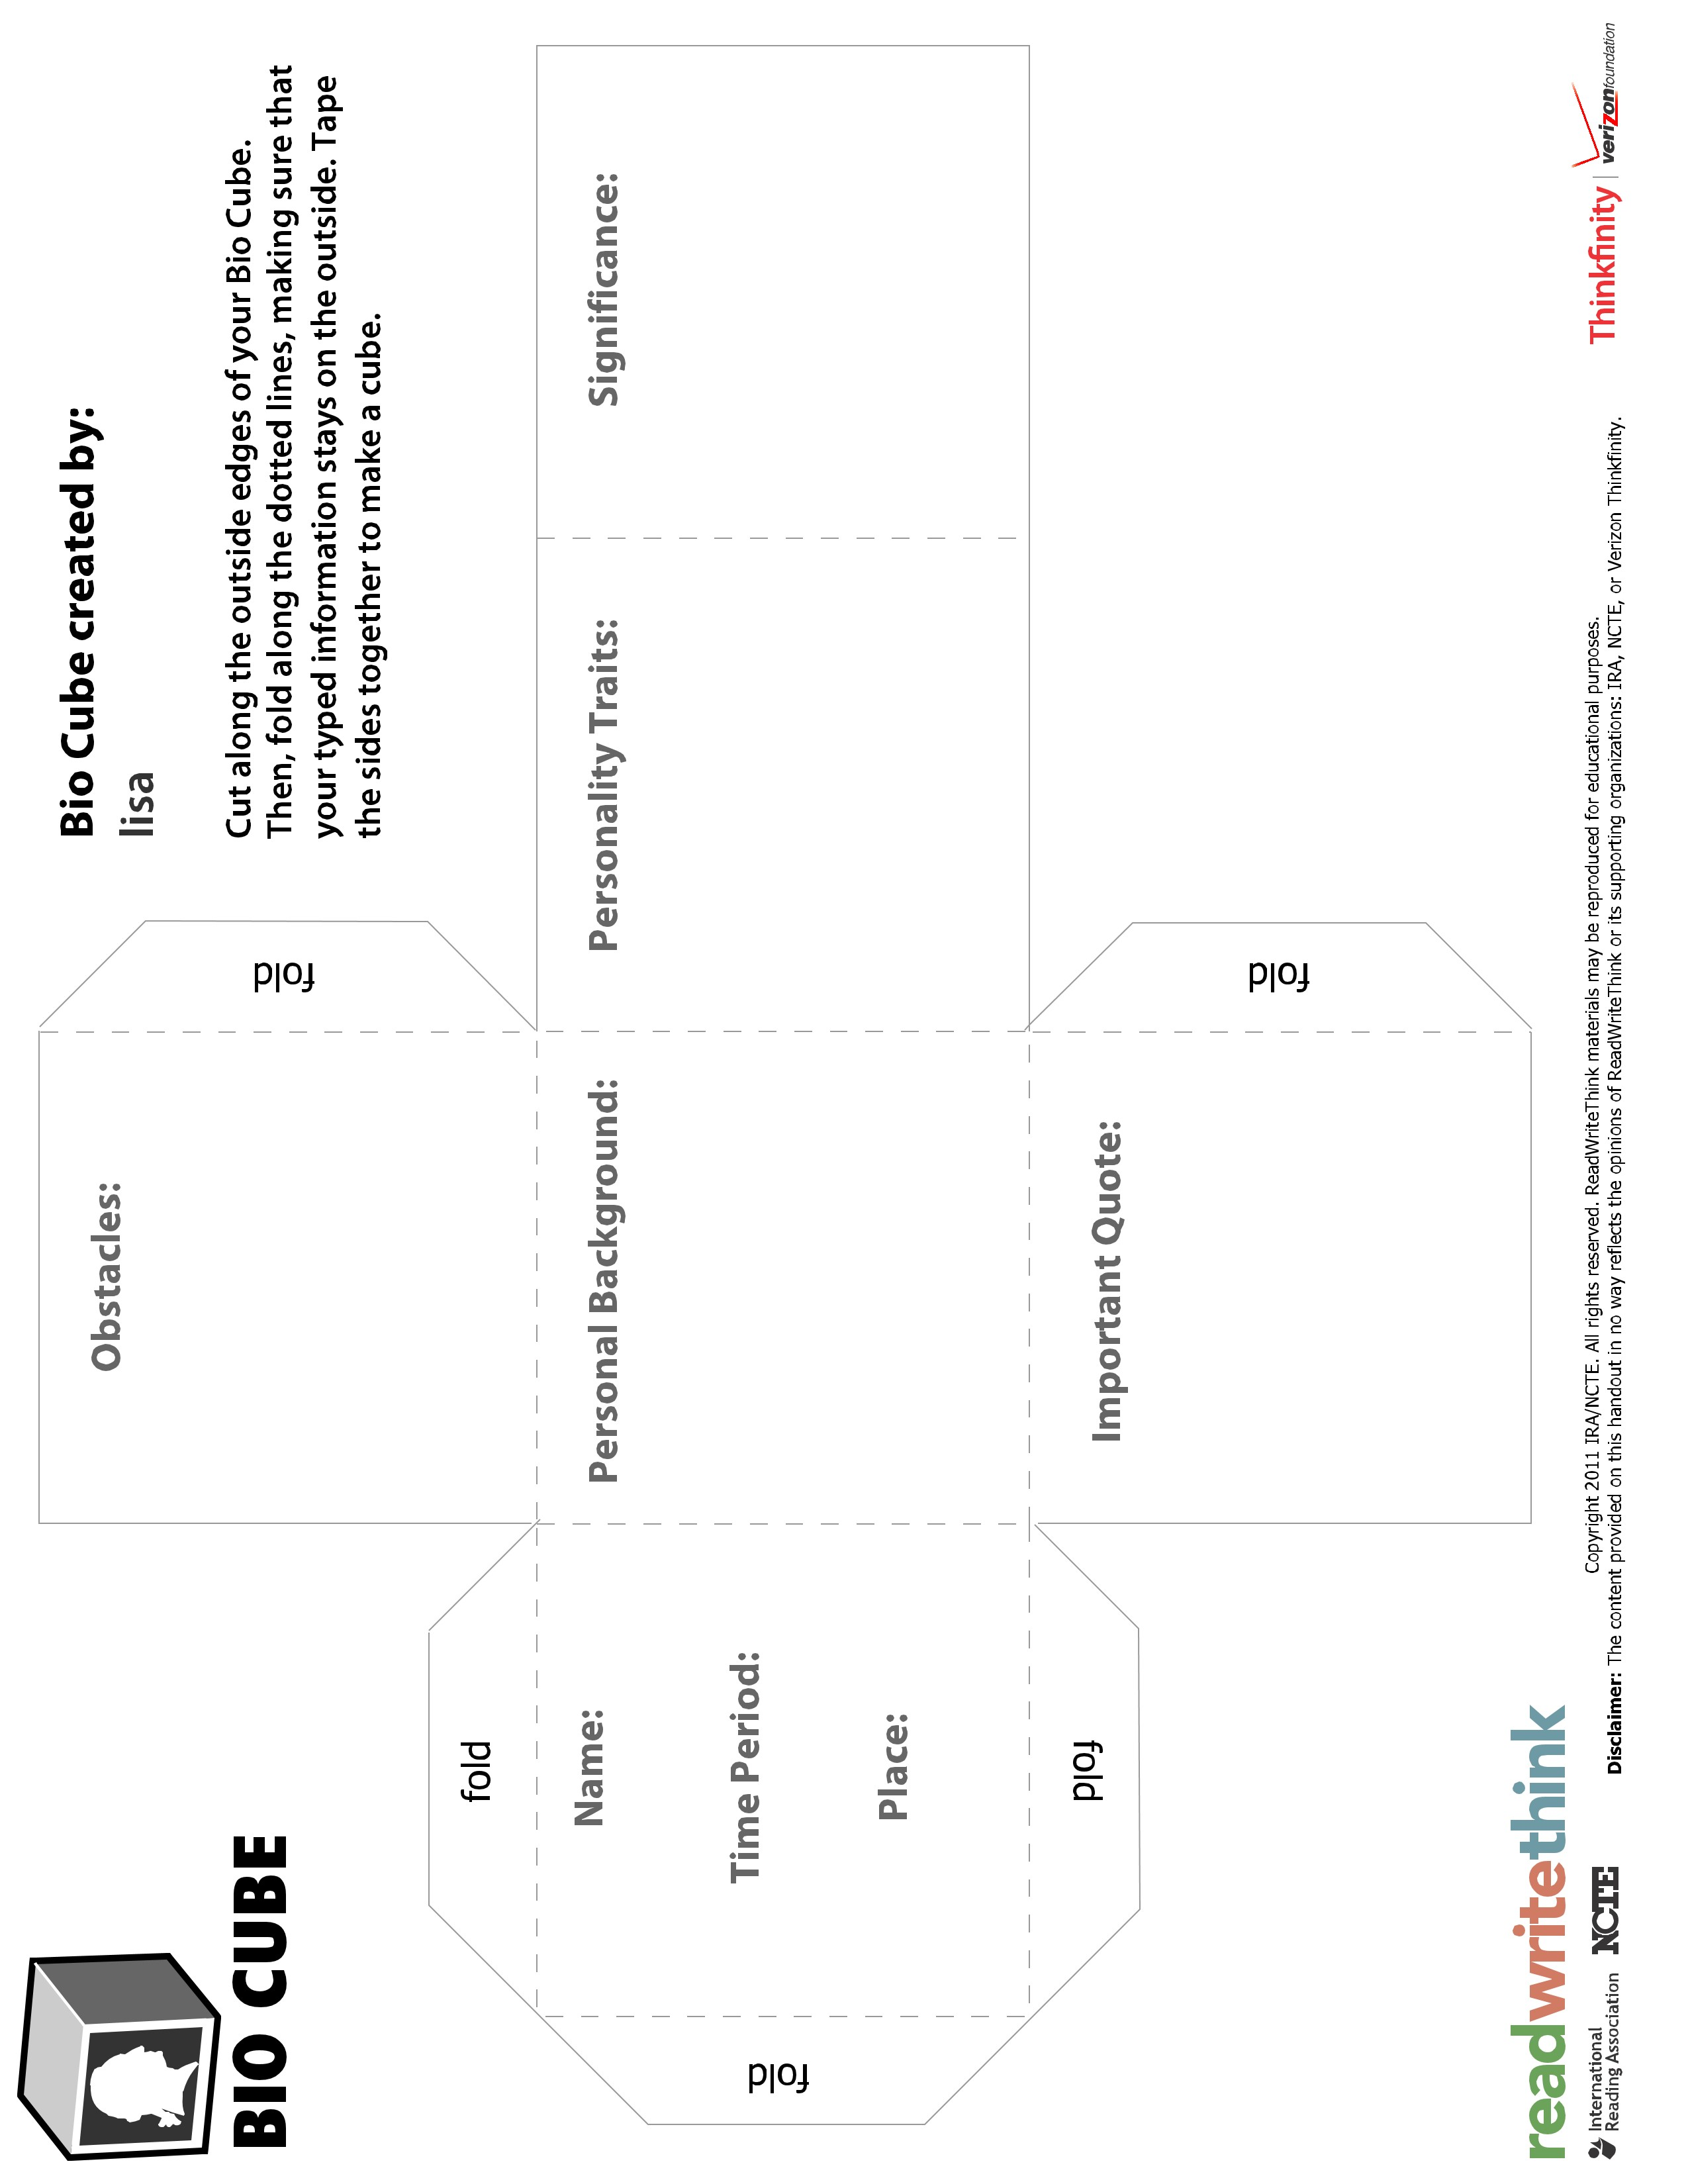 BIO CUBE
Bio Cube created by:
lisa
Cut along the outside edges of your Bio Cube.
Then, fold along the dotted lines, making sure that
your typed information stays on the outside. Tape
the sides together to make a cube.
Obstacles:
fold
fold
Name:
Time Period:
Place:
fold
fold
Personal Background:
Personality Traits:
Significance:
Important Quote:
fold
readwritethink
International
Reading Association
NCTE
Copyright 2011 IRA/NCTE. All rights reserved. ReadWriteThink materials may be reproduced for educational purposes.
Disclaimer: The content provided on this handout in no way reflects the opinions of ReadWriteThink or its supporting organizations: IRA, NCTE, or Verizon Thinkfinity.
Thinkfinity
verizonfoundation